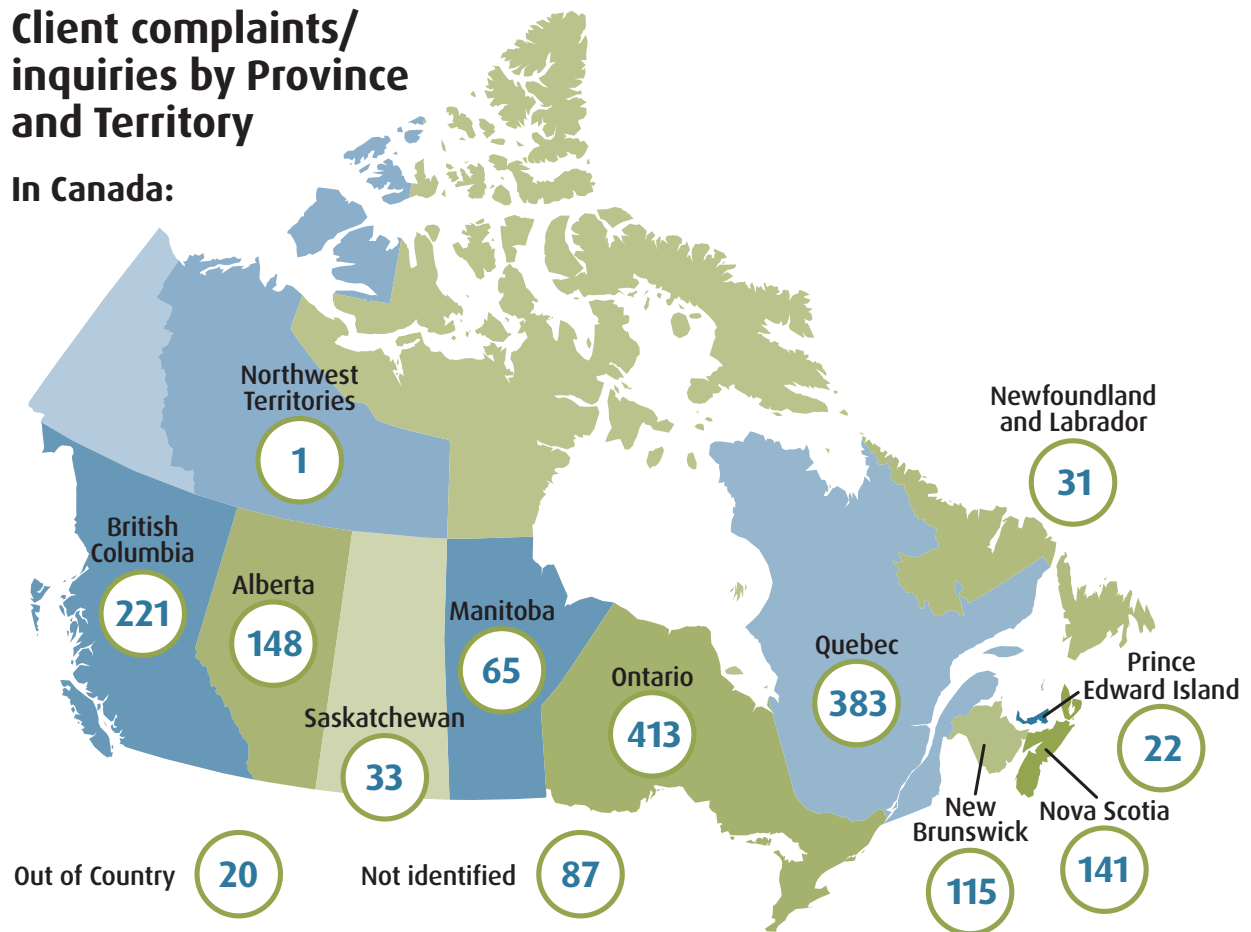 Client complaints/
inquiries by Province
and Territory
In Canada:
Northwest
Territories
1
Newfoundland
and Labrador
31
British
Columbia
221
Alberta
148
Saskatchewan
33
Manitoba
65
Ontario
413
Quebec
383
Prince
Edward Island
22
New
Brunswick
115
Nova Scotia
141
Out of Country
20
Not identified
87